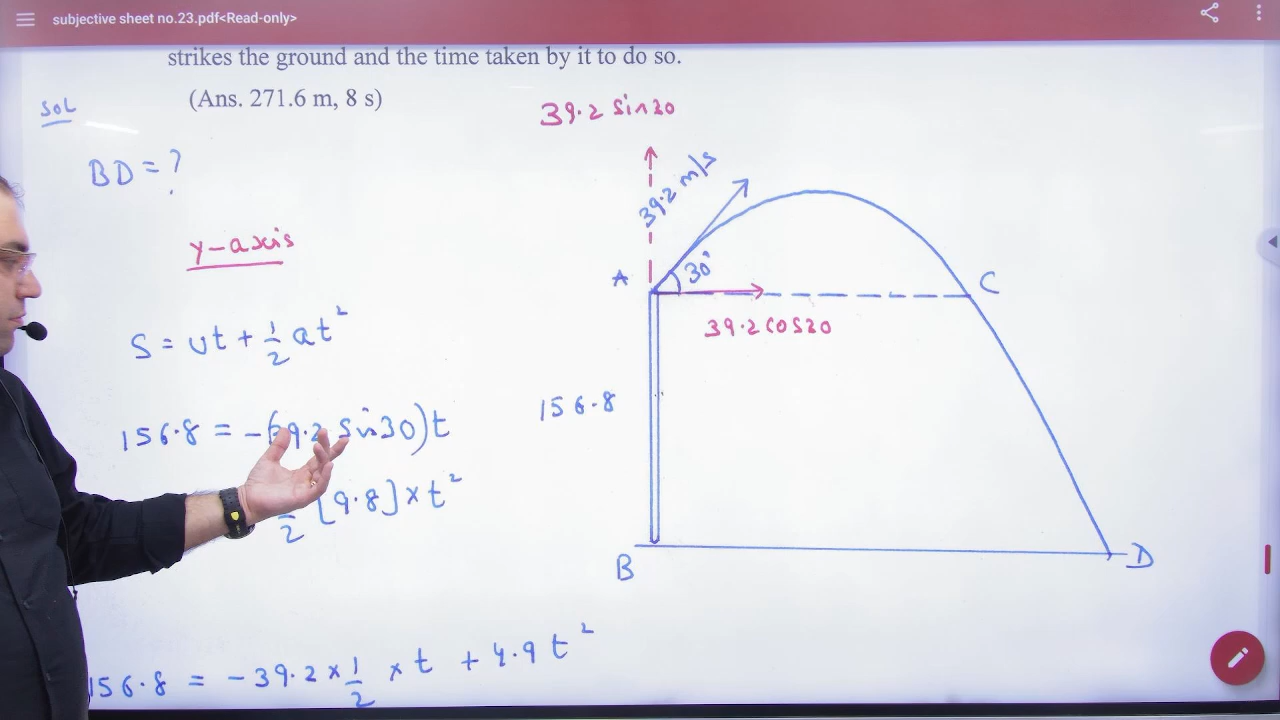 subjective sheet no.23.pdf<Read-only>
strikes the ground and the time taken by it to do so.
(Ans. 271.6 m, 8 s)
SOL
BD = ?
y-axis
S = ut + 1/2 at²
156.8 = -(39.2 Sin30)t
2 [9.8] × t²
156.8 = -39.2 × 1/2 × t + 4.9 t²
39.2 Sin30
39.2 m/s
A
30°
C
39.2 COS30
156.8
B
D